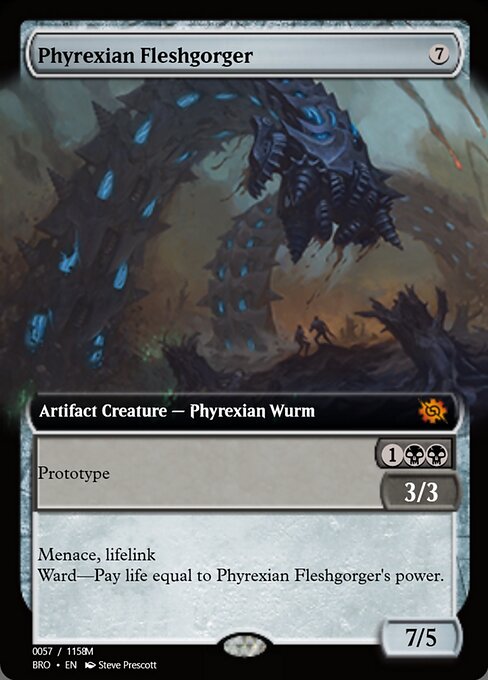 Phyrexian Fleshgorger 7
Artifact Creature — Phyrexian Wurm
1
Prototype
3/3
Menace, lifelink
Ward—Pay life equal to Phyrexian Fleshgorger's power.
7/5
0057 / 1158M
BRO • EN Steve Prescott